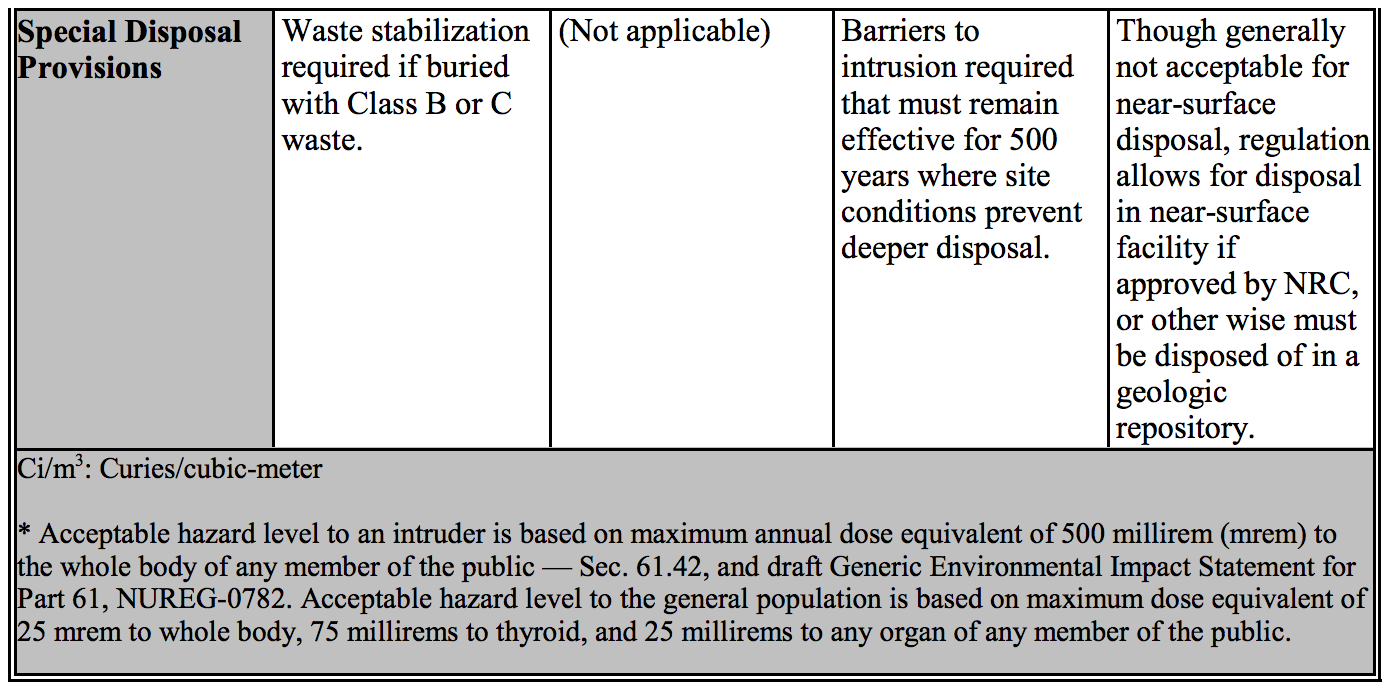 Special Disposal
Provisions
Waste stabilization
required if buried
with Class B or C
waste.
(Not applicable)
Barriers to
intrusion required
that must remain
effective for 500
years where site
conditions prevent
deeper disposal.
Though generally
not acceptable for
near-surface
disposal, regulation
allows for disposal
in near-surface
facility if
approved by NRC,
or other wise must
be disposed of in a
geologic
repository.
Ci/m³: Curies/cubic-meter
* Acceptable hazard level to an intruder is based on maximum annual dose equivalent of 500 millirem (mrem) to
the whole body of any member of the public — Sec. 61.42, and draft Generic Environmental Impact Statement for
Part 61, NUREG-0782. Acceptable hazard level to the general population is based on maximum dose equivalent of
25 mrem to whole body, 75 millirems to thyroid, and 25 millirems to any organ of any member of the public.